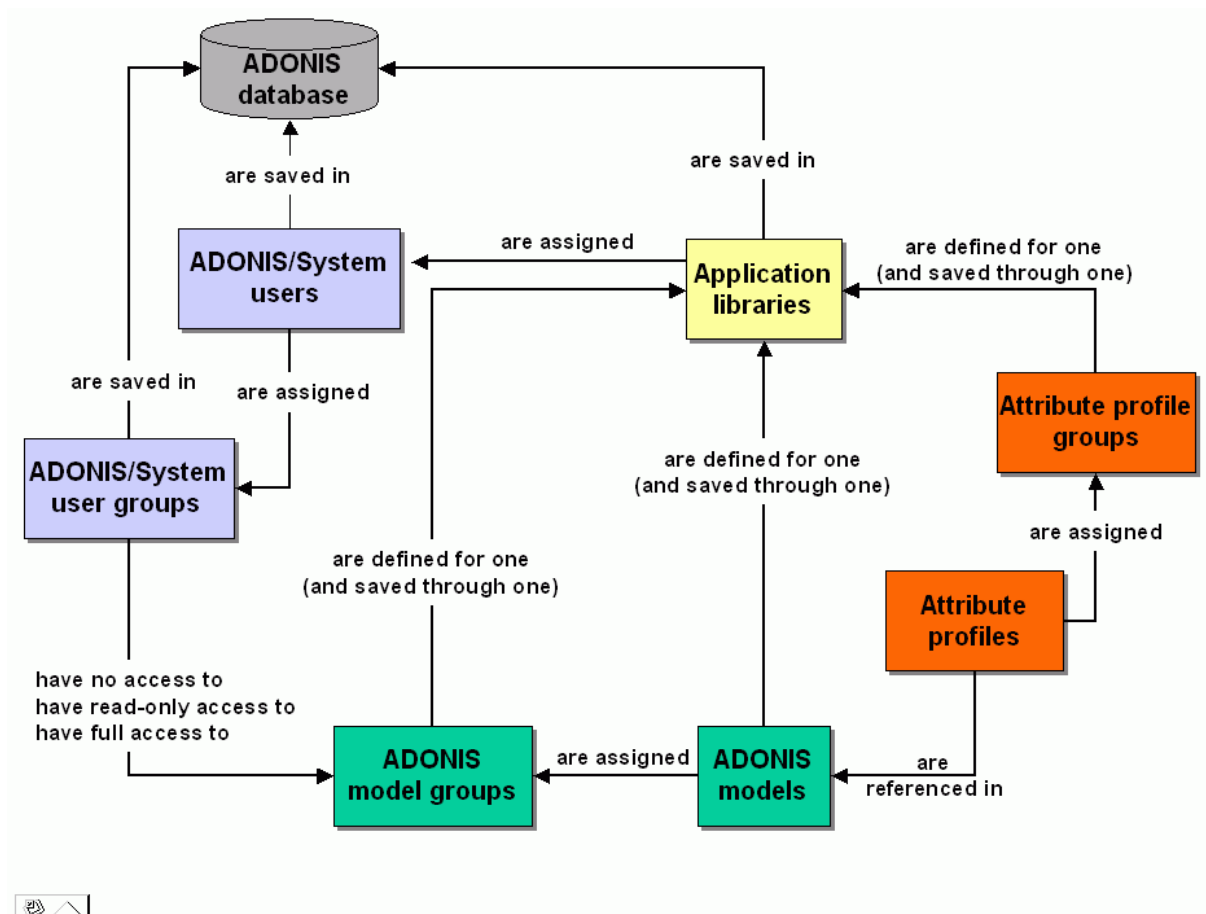 ADONIS
database
are saved in
are saved in
ADONIS/System
users
are assigned
Application
libraries
are defined for one
(and saved through one)
are saved in
are assigned
Attribute profile
groups
ADONIS/System
user groups
are defined for one
(and saved through one)
are assigned
are defined for one
(and saved through one)
Attribute
profiles
have no access to
have read-only access to
have full access to
ADONIS
model groups
are assigned
ADONIS
models
are
referenced in